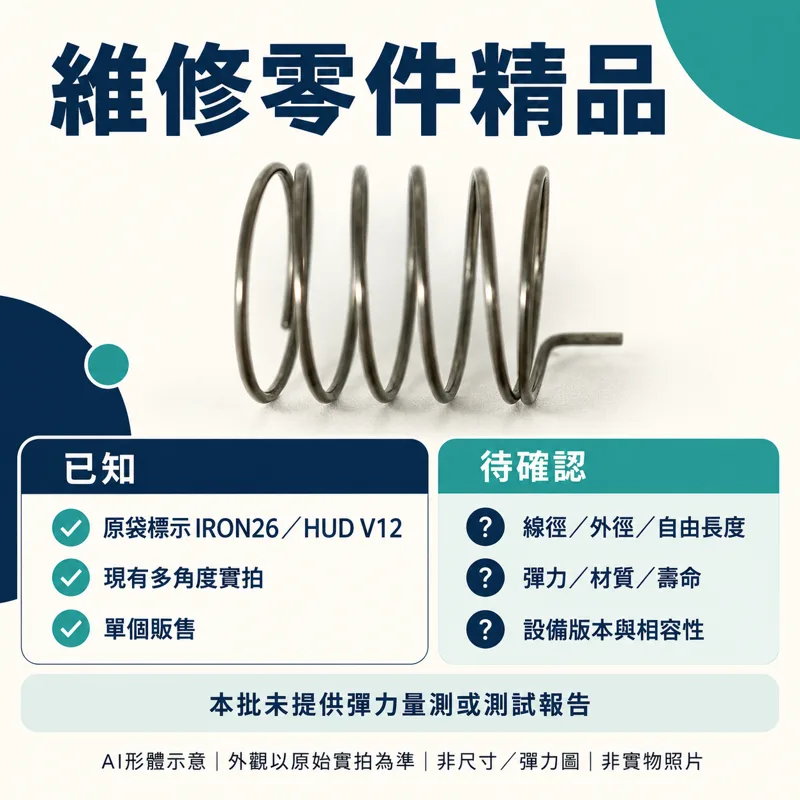 維修零件精品
已知
原袋標示 IRON26／HUD V12
現有多角度實拍
單個販售
待確認
線徑／外徑／自由長度
彈力／材質／壽命
設備版本與相容性
本批未提供彈力量測或測試報告
AI形體示意｜外觀以原始實拍為準｜非尺寸／彈力圖｜非實物照片